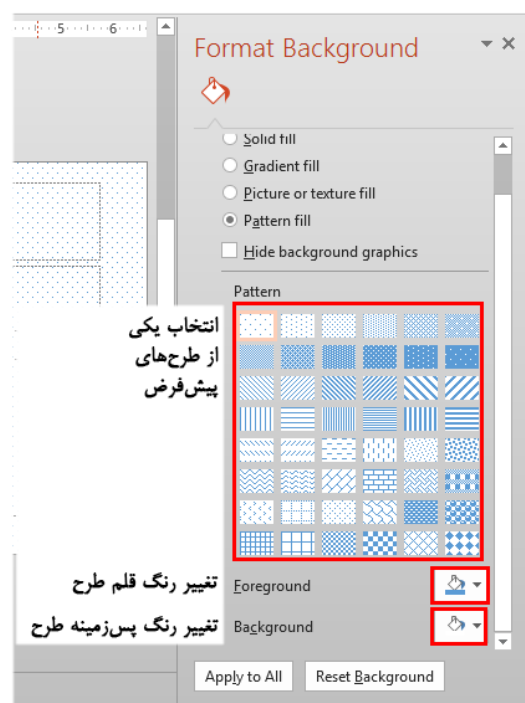 5 6
Format Background
Solid fill
Gradient fill
Picture or texture fill
Pattern fill
Hide background graphics
Pattern
انتخاب یکی
از طرح‌های
پیش‌فرض
تغییر رنگ قلم طرح
Foreground
تغییر رنگ پس‌زمینه طرح
Background
Apply to All
Reset Background